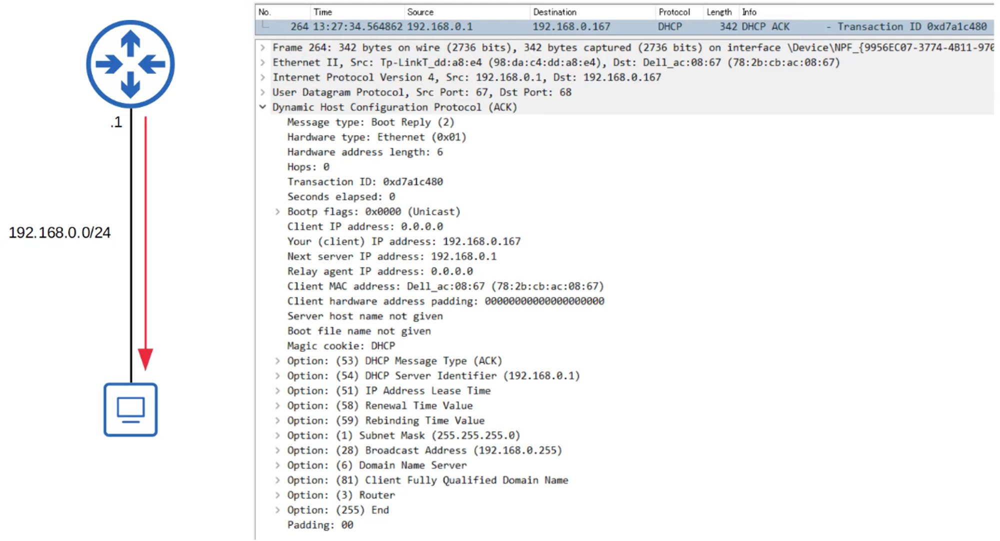 .1
192.168.0.0/24
No. Time Source Destination Protocol Length Info
264 13:27:34.564862 192.168.0.1 192.168.0.167 DHCP 342 DHCP ACK - Transaction ID 0xd7a1c480
Frame 264: 342 bytes on wire (2736 bits), 342 bytes captured (2736 bits) on interface \Device\NPF_{9956EC07-3774-4B11-970
Ethernet II, Src: Tp-LinkT_dd:a8:e4 (98:da:c4:dd:a8:e4), Dst: Dell_ac:08:67 (78:2b:cb:ac:08:67)
Internet Protocol Version 4, Src: 192.168.0.1, Dst: 192.168.0.167
User Datagram Protocol, Src Port: 67, Dst Port: 68
Dynamic Host Configuration Protocol (ACK)
Message type: Boot Reply (2)
Hardware type: Ethernet (0x01)
Hardware address length: 6
Hops: 0
Transaction ID: 0xd7a1c480
Seconds elapsed: 0
Bootp flags: 0x0000 (Unicast)
Client IP address: 0.0.0.0
Your (client) IP address: 192.168.0.167
Next server IP address: 192.168.0.1
Relay agent IP address: 0.0.0.0
Client MAC address: Dell_ac:08:67 (78:2b:cb:ac:08:67)
Client hardware address padding: 00000000000000000000
Server host name not given
Boot file name not given
Magic cookie: DHCP
Option: (53) DHCP Message Type (ACK)
Option: (54) DHCP Server Identifier (192.168.0.1)
Option: (51) IP Address Lease Time
Option: (58) Renewal Time Value
Option: (59) Rebinding Time Value
Option: (1) Subnet Mask (255.255.255.0)
Option: (28) Broadcast Address (192.168.0.255)
Option: (6) Domain Name Server
Option: (81) Client Fully Qualified Domain Name
Option: (3) Router
Option: (255) End
Padding: 00